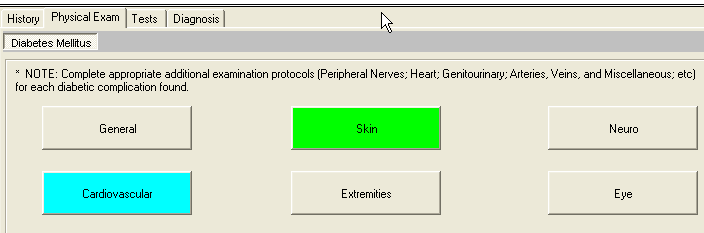 History Physical Exam Tests Diagnosis
Diabetes Mellitus
* NOTE: Complete appropriate additional examination protocols (Peripheral Nerves; Heart; Genitourinary; Arteries, Veins, and Miscellaneous; etc)
for each diabetic complication found.
General Skin Neuro
Cardiovascular Extremities Eye